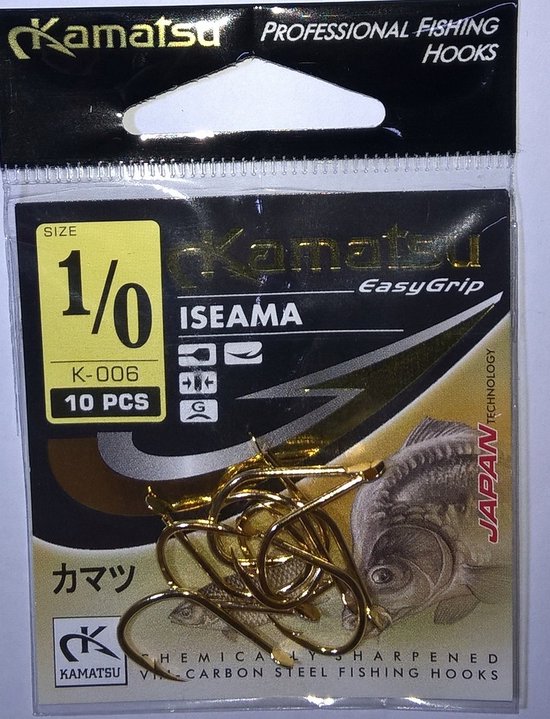 Kamatsu
PROFESSIONAL FISHING
HOOKS
SIZE
1/0
K-006
10 PCS
Kamatsu
EasyGrip
ISEAMA
G
JAPAN TECHNOLOGY
カマツ
K
KAMATSU
CHEMICALLY SHARPENED
VIN-CARBON STEEL FISHING HOOKS